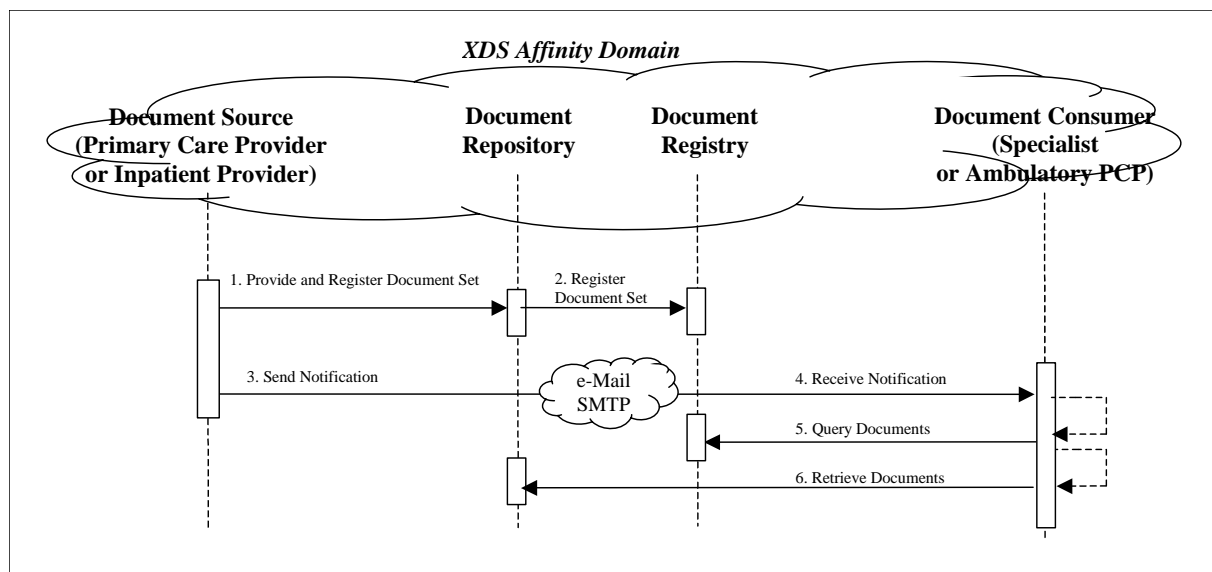 XDS Affinity Domain
Document Source
(Primary Care Provider
or Inpatient Provider)
Document
Repository
Document
Registry
Document Consumer
(Specialist
or Ambulatory PCP)
1. Provide and Register Document Set
2. Register
Document Set
3. Send Notification
e-Mail
SMTP
4. Receive Notification
5. Query Documents
6. Retrieve Documents